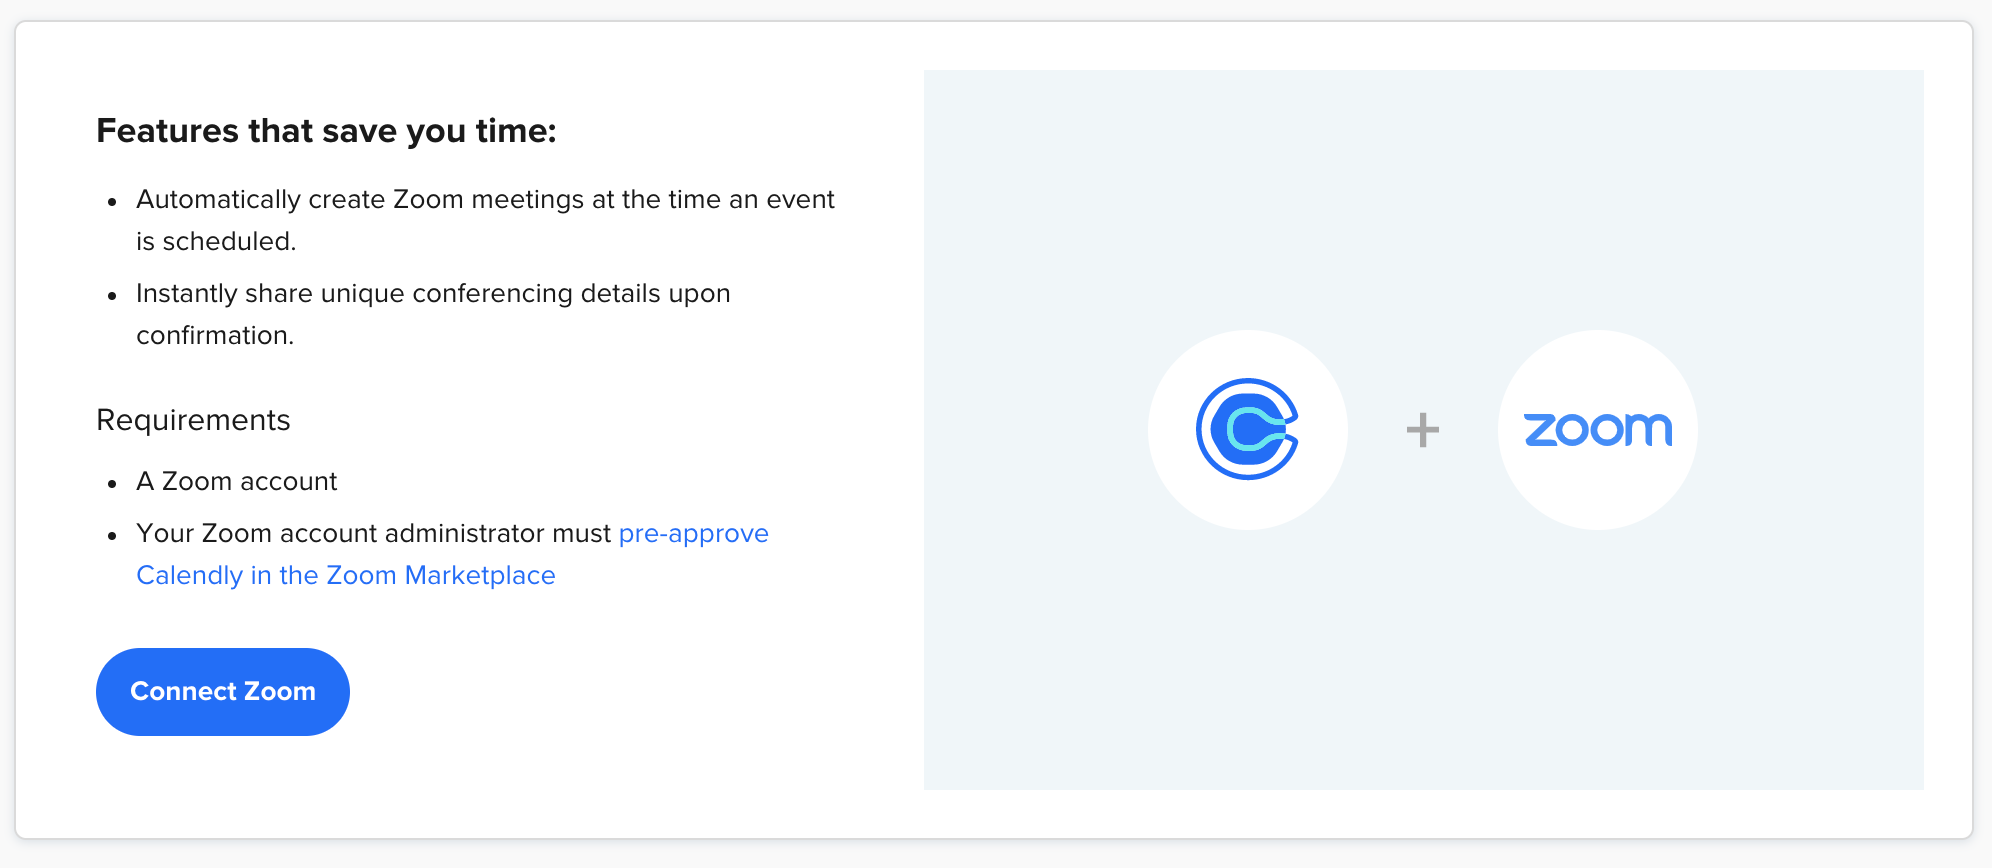 Features that save you time:
• Automatically create Zoom meetings at the time an event
is scheduled.
• Instantly share unique conferencing details upon
confirmation.
Requirements
• A Zoom account
• Your Zoom account administrator must pre-approve
Calendly in the Zoom Marketplace
Connect Zoom
+
zoom